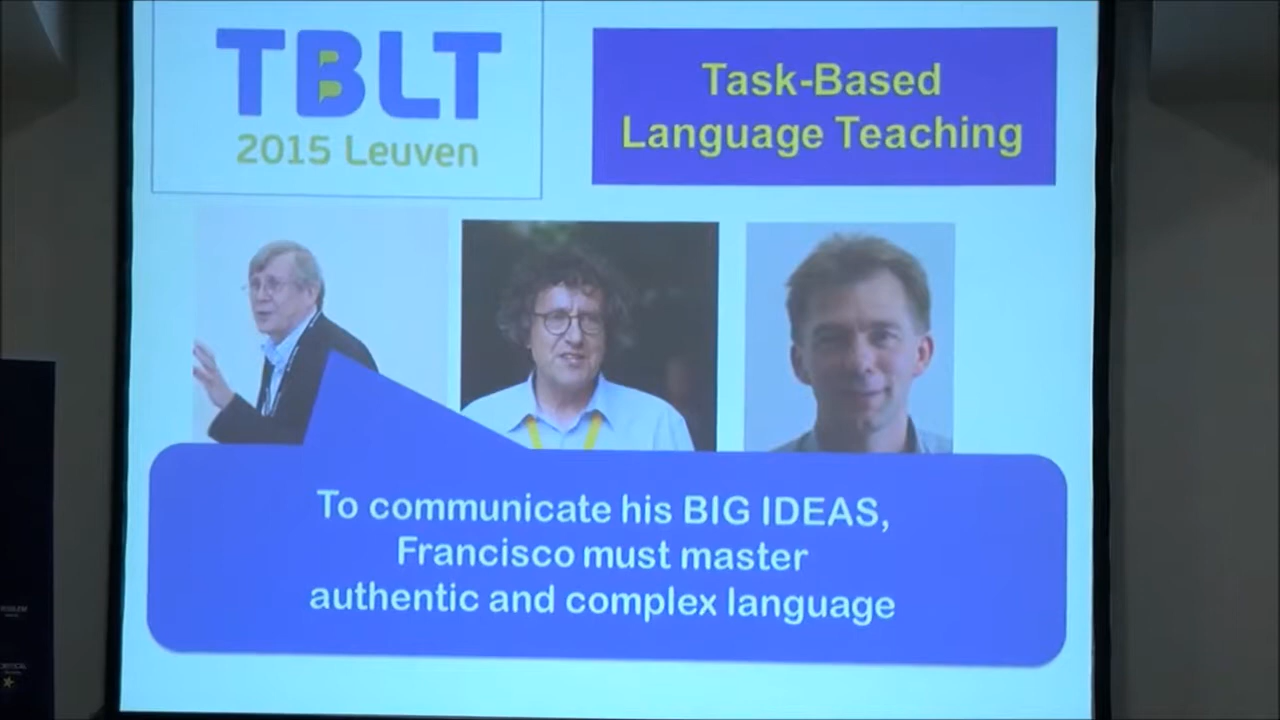 TBLT
2015 Leuven
Task-Based
Language Teaching
To communicate his BIG IDEAS,
Francisco must master
authentic and complex language